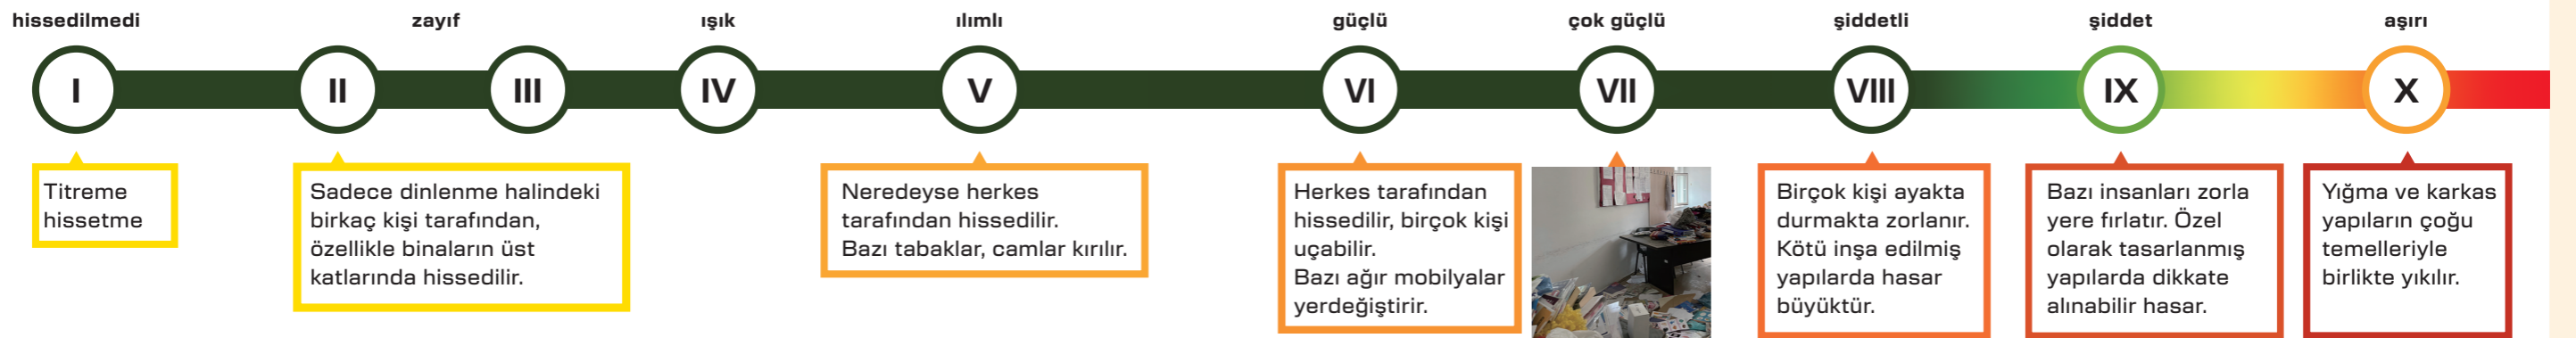 hissedilmedi
zayıf
ışık
ılımlı
güçlü
çok güçlü
şiddetli
şiddet
aşırı
I
II
III
IV
V
VI
VII
VIII
IX
X
Titreme
hissetme
Sadece dinlenme halindeki
birkaç kişi tarafından,
özellikle binaların üst
katlarında hissedilir.
Neredeyse herkes
tarafından hissedilir.
Bazı tabaklar, camlar kırılır.
Herkes tarafından
hissedilir, birçok kişi
uçabilir.
Bazı ağır mobilyalar
yerdeğiştirir.
Birçok kişi ayakta
durmakta zorlanır.
Kötü inşa edilmiş
yapılarda hasar
büyüktür.
Bazı insanları zorla
yere fırlatır. Özel
olarak tasarlanmış
yapılarda dikkate
alınabilir hasar.
Yığma ve karkas
yapıların çoğu
temelleriyle
birlikte yıkılır.